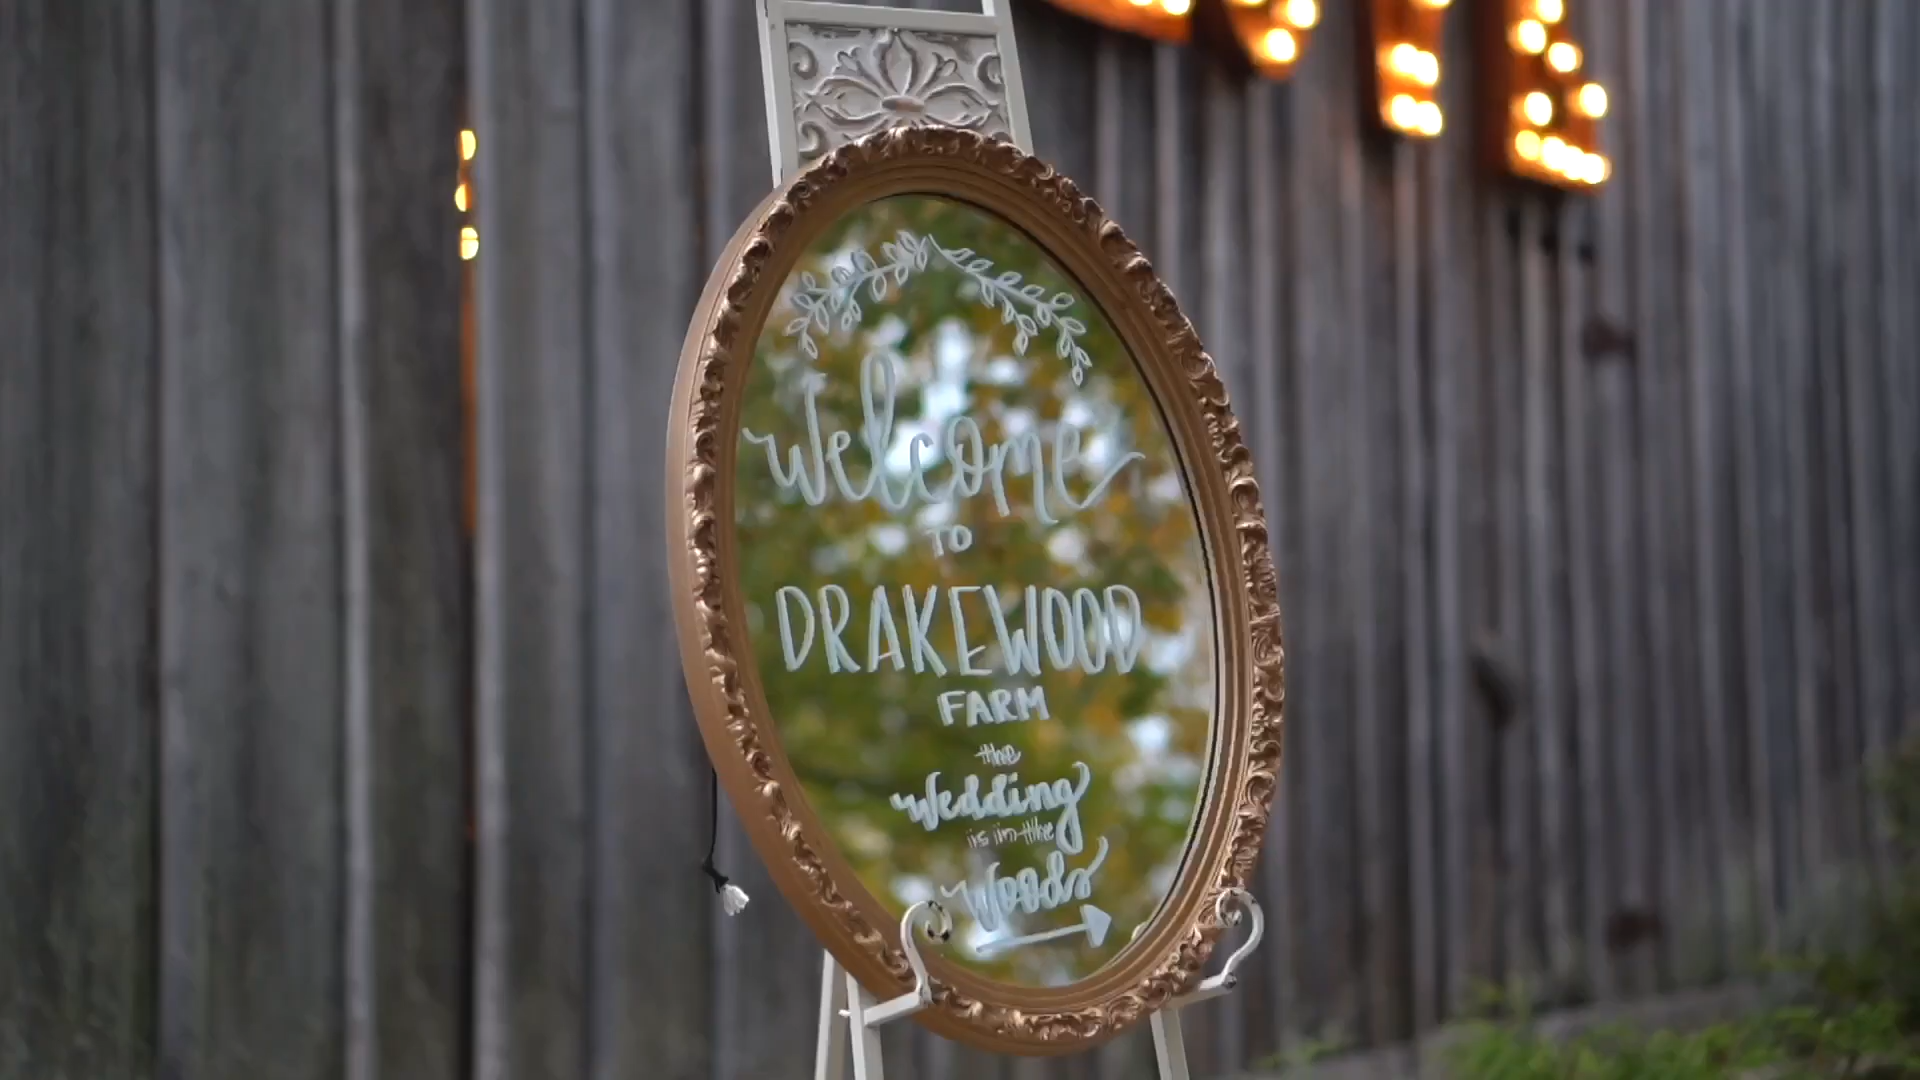 welcome
TO
DRAKEWOOD
FARM
the
Wedding
is in the
Woods